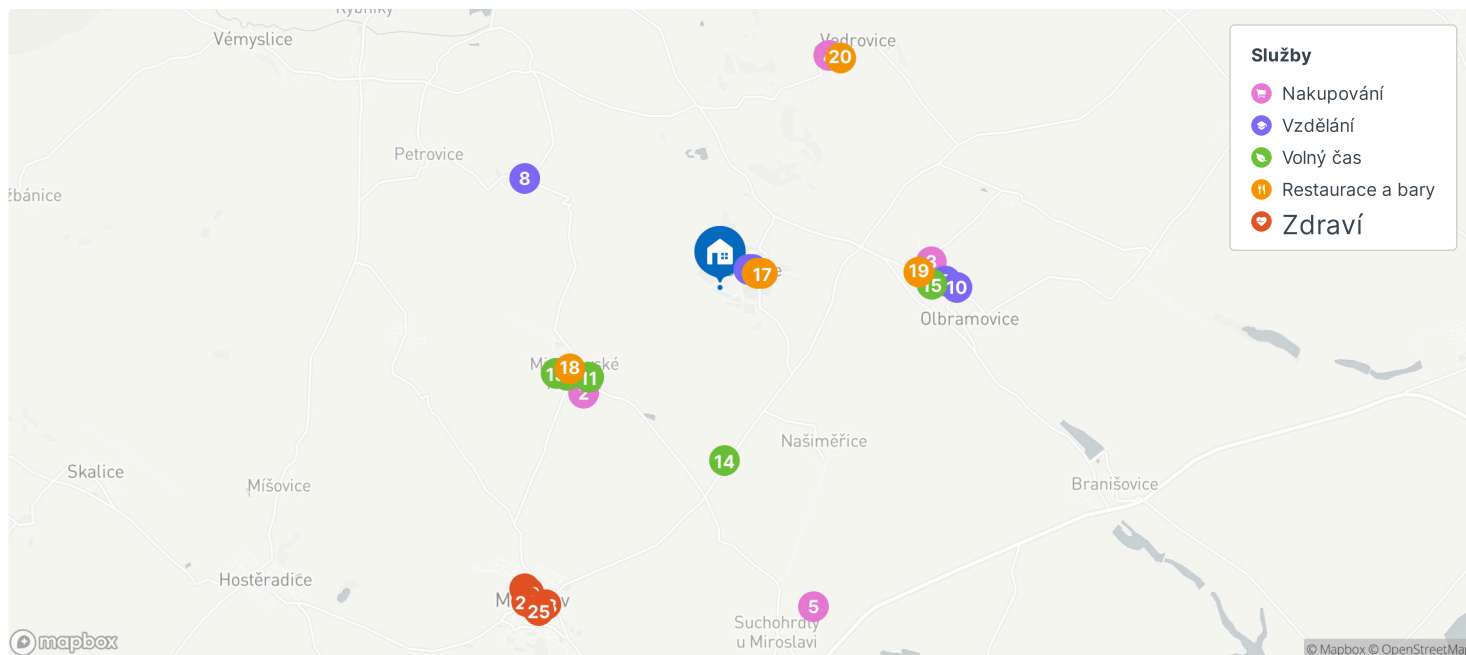 Vémyslice
Vedrovice
20
Služby
Nakupování
Vzdělání
Volný čas
Restaurace a bary
Zdraví
Petrovice
8
17
3
19
15
10
Olbramovice
18
11
2
14
Našiměřice
Skalice
Míšovice
Branišovice
Hostěradice
25
5
Suchohrdly
u Miroslavi
mapbox
© Mapbox © OpenStreetMap